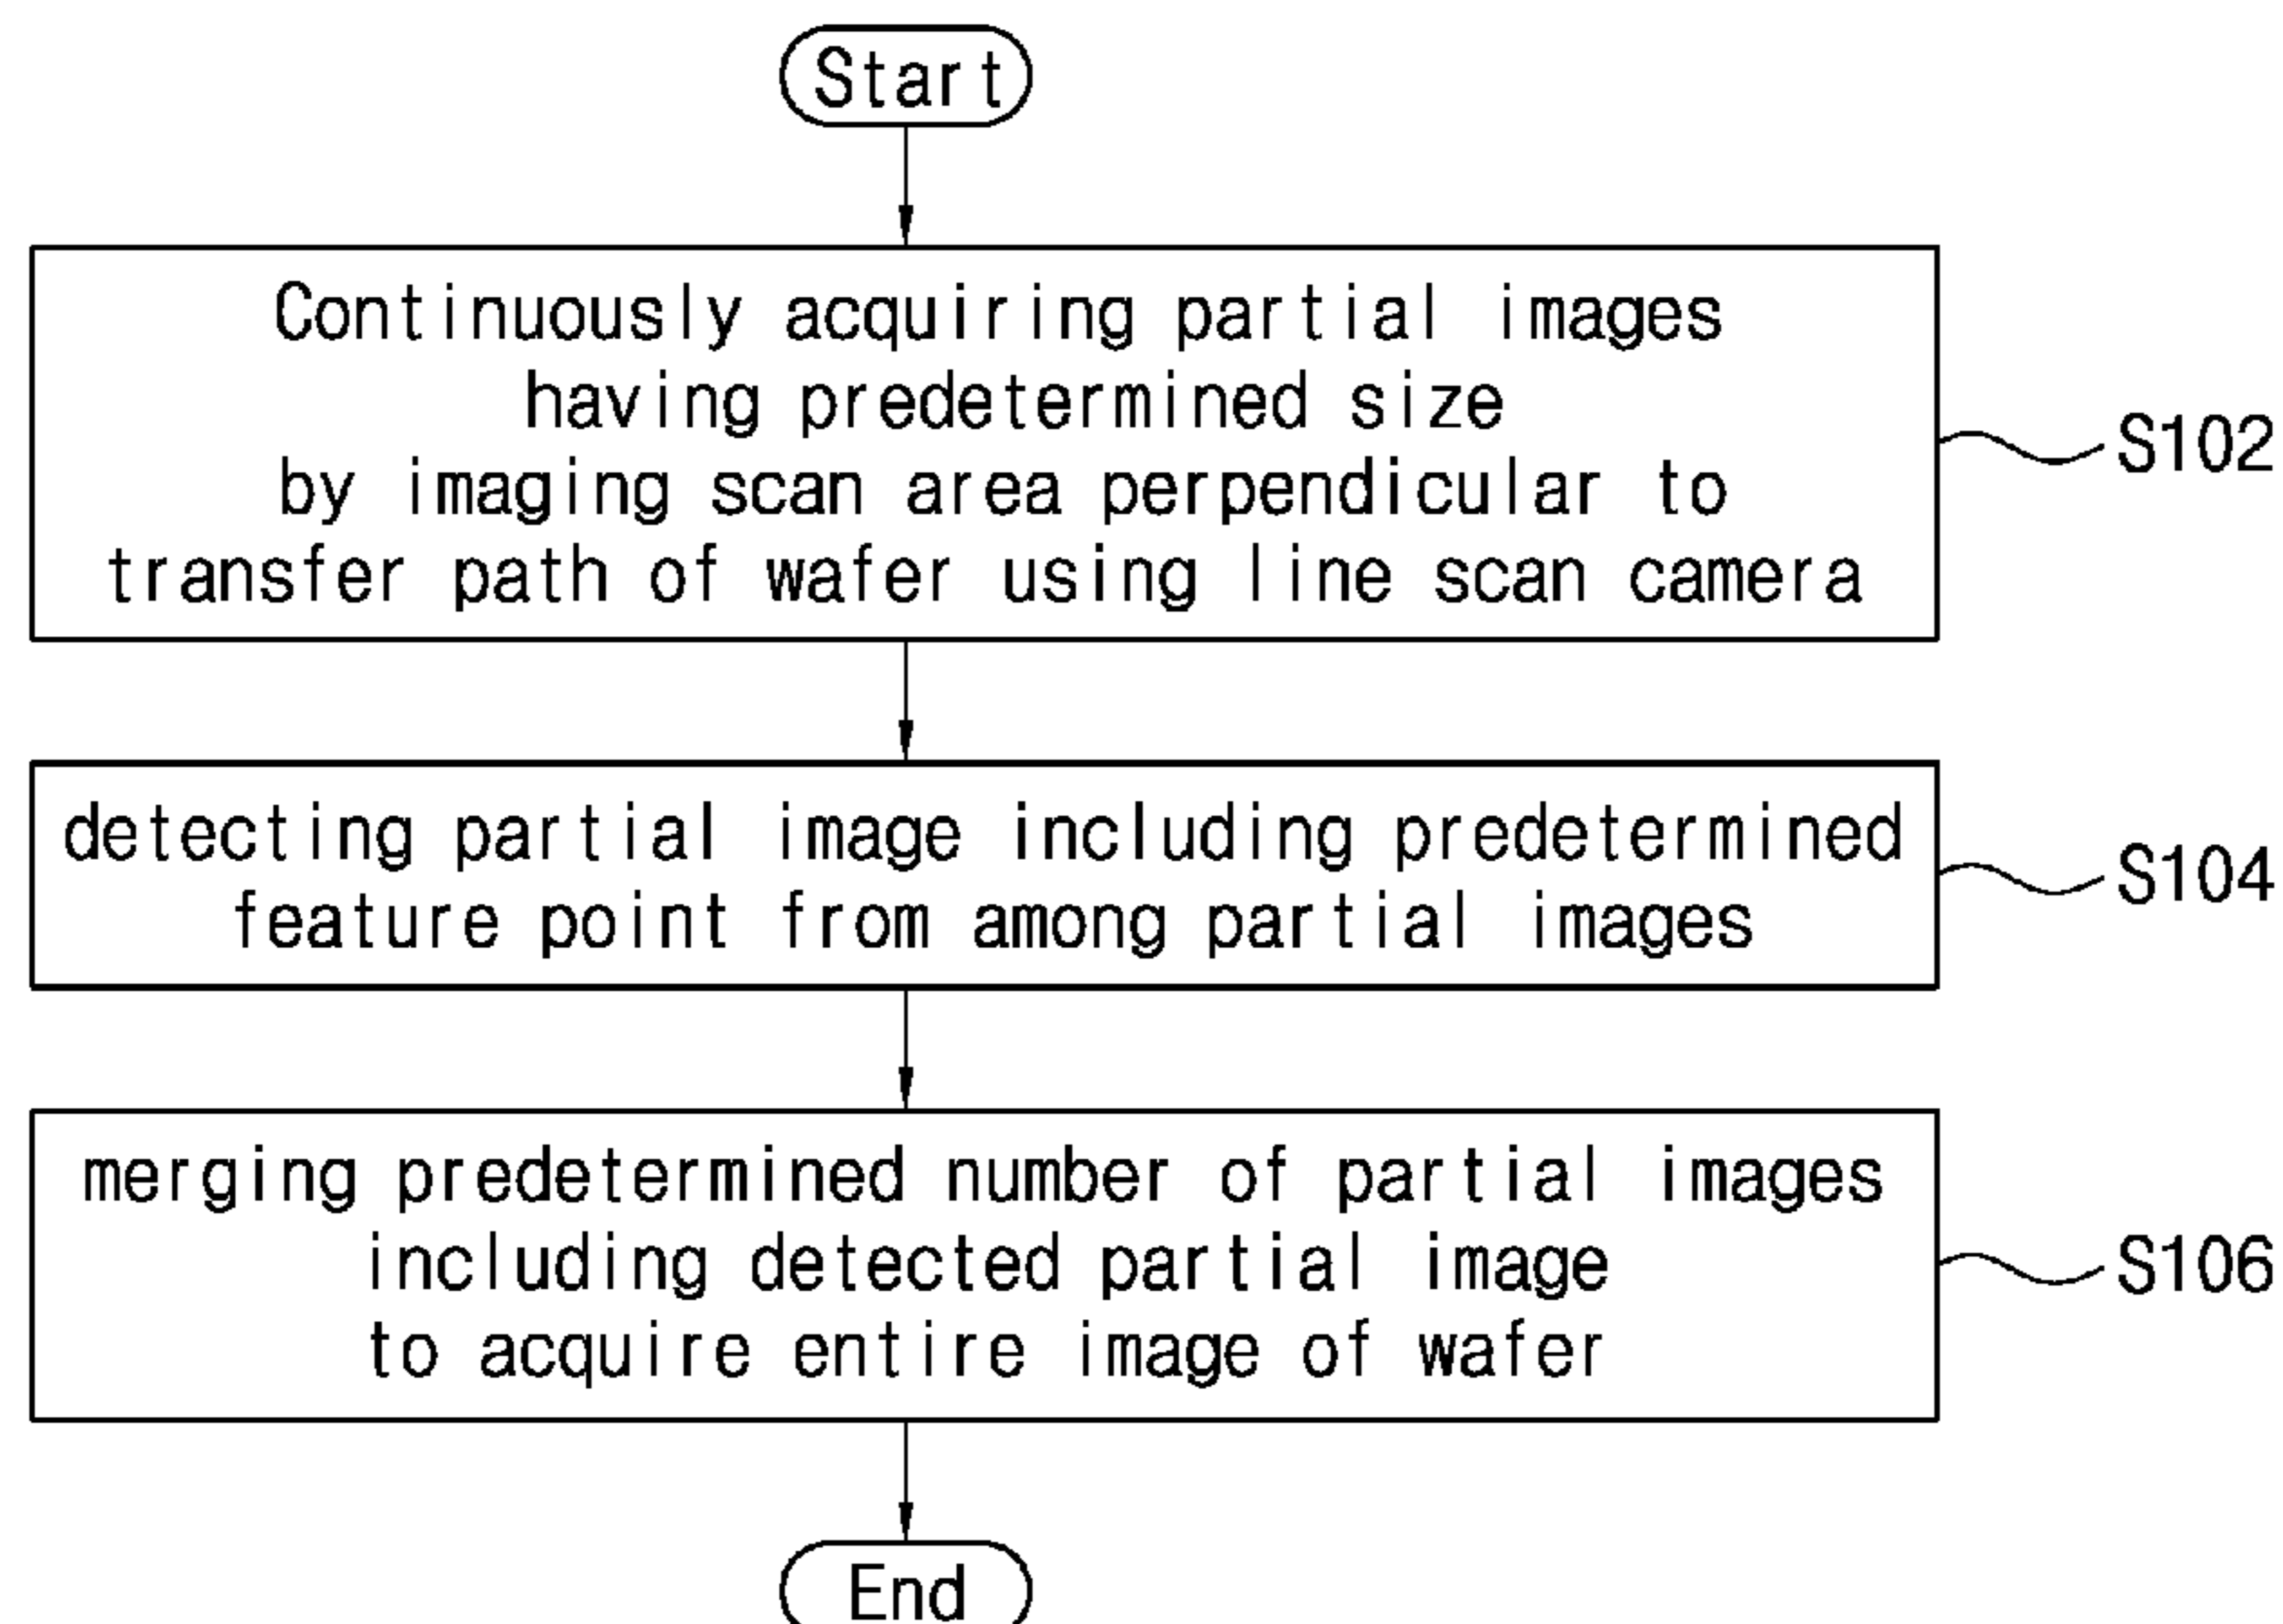 Start
Continuously acquiring partial images
having predetermined size
by imaging scan area perpendicular to
transfer path of wafer using line scan camera
S102
detecting partial image including predetermined
feature point from among partial images
S104
merging predetermined number of partial images
including detected partial image
to acquire entire image of wafer
S106
End